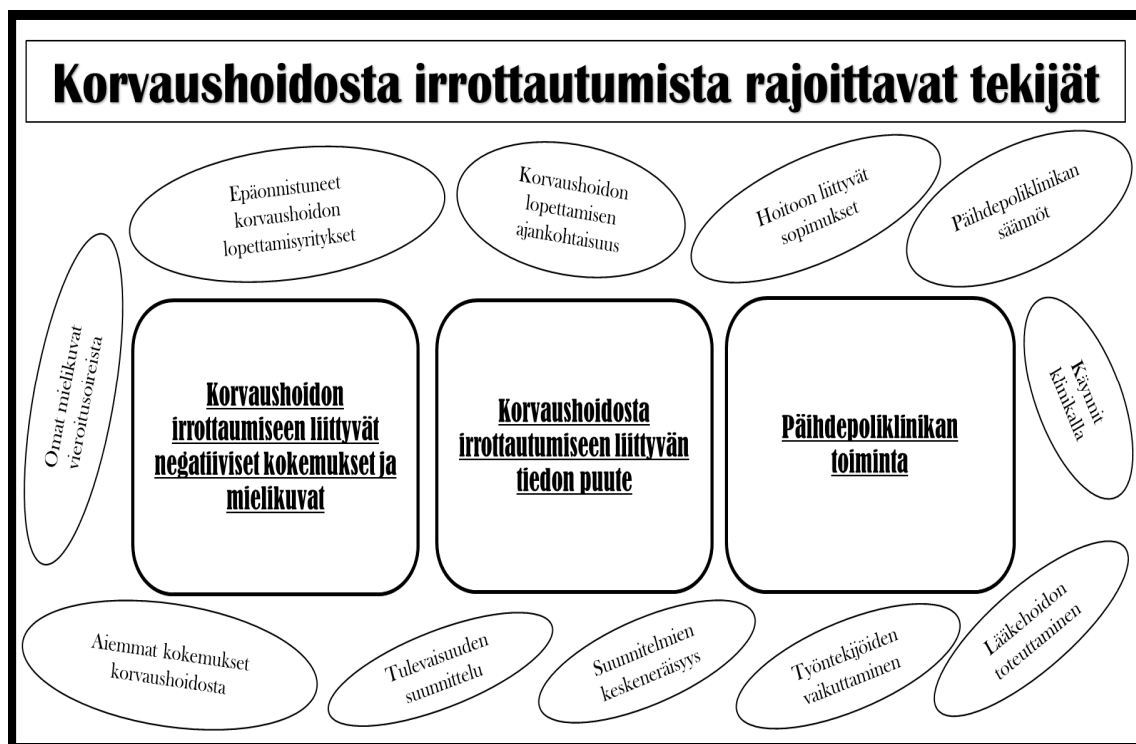 Korvaushoidosta irrottautumista rajoittavat tekijät
Epäonnistuneet
korvaushoidon
lopettamisyritykset
Korvaushoidon
lopettamisen
ajankohtaisuus
Hoitoon liittyvät
sopimukset
Päihdepoliklinikan
säännöt
Omat mielikuvat
vieroitusoireista
Korvaushoidon
irrottaumiseen liittyvät
negatiiviset kokemukset ja
mielikuvat
Korvaushoidosta
irrottautumiseen liittyvän
tiedon puute
Päihdepoliklinikan
toiminta
Käynnit
klinikalla
Aiemmat kokemukset
korvaushoidosta
Tulevaisuuden
suunnittelu
Suunnitelmien
keskeneräisyys
Työntekijöiden
vaikuttaminen
Lääkehoidon
toteuttaminen